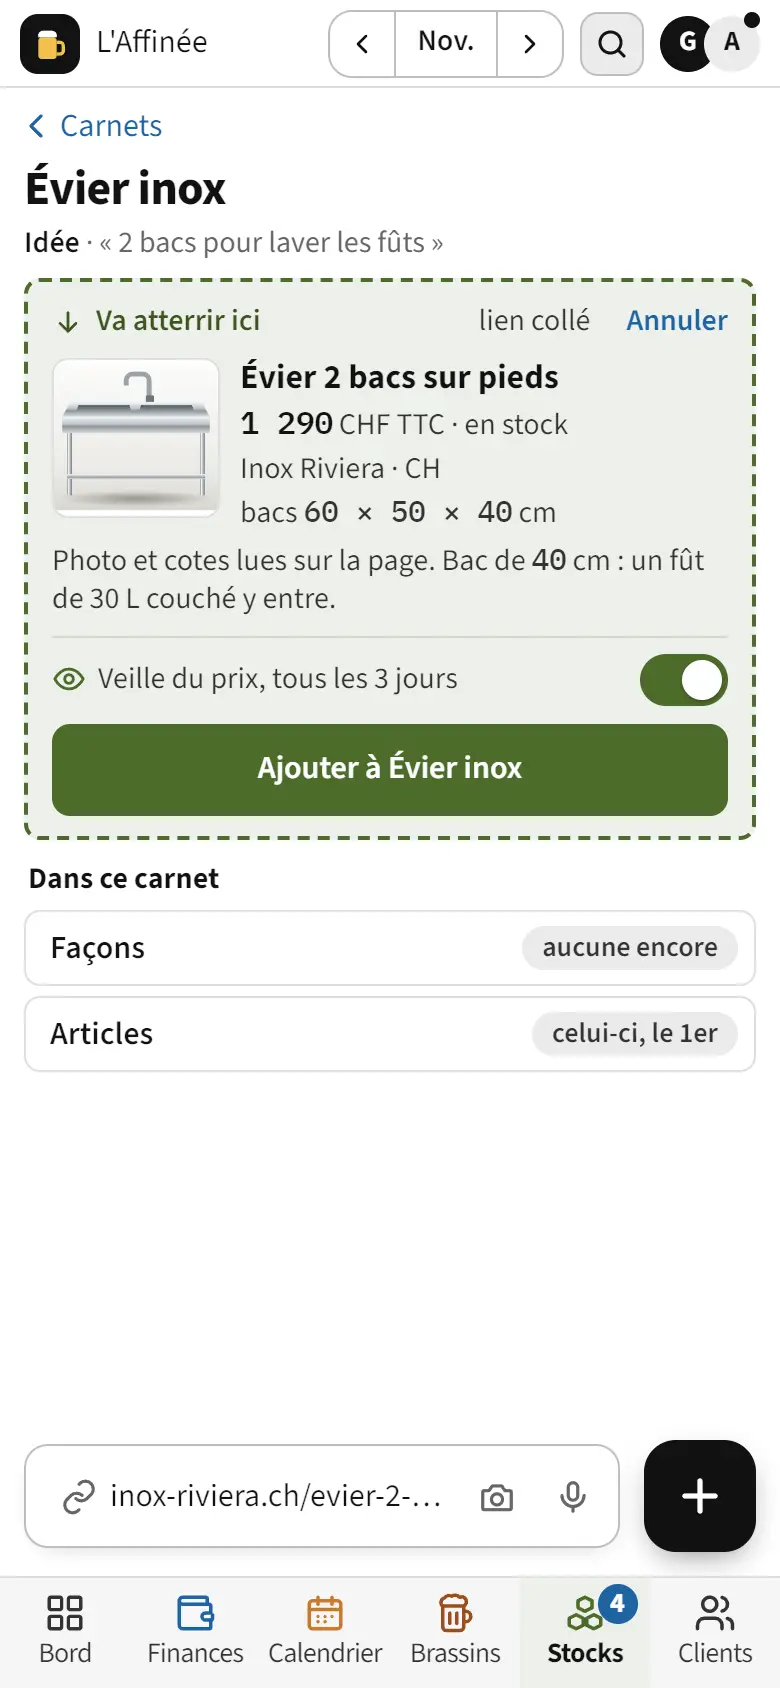 L'Affinée
Nov.
G
A
Carnets
Évier inox
Idée · « 2 bacs pour laver les fûts »
Va atterrir ici
lien collé
Annuler
Évier 2 bacs sur pieds
1 290 CHF TTC · en stock
Inox Riviera · CH
bacs 60 × 50 × 40 cm
Photo et cotes lues sur la page. Bac de 40 cm : un fût
de 30 L couché y entre.
Veille du prix, tous les 3 jours
Ajouter à Évier inox
Dans ce carnet
Façons
aucune encore
Articles
celui-ci, le 1er
inox-riviera.ch/evier-2-…
Bord
Finances
Calendrier
Brassins
4
Stocks
Clients